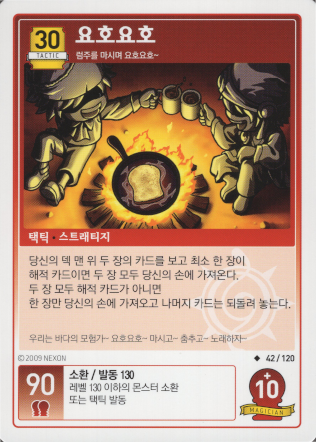 30
TACTIC
요호요호
럼주를 마시며 요호요호~
택틱 · 스트래티지
당신의 덱 맨 위 두 장의 카드를 보고 최소 한 장이
해적 카드이면 두 장 모두 당신의 손에 가져온다.
두 장 모두 해적 카드가 아니면
한 장만 당신의 손에 가져오고 나머지 카드는 되돌려 놓는다.
우리는 바다의 모험가~ 요호요호~ 마시고~ 춤추고~ 노래하자~
©2009 NEXON
◆ 42 / 120
90
소환 / 발동 130
레벨 130 이하의 몬스터 소환
또는 택틱 발동
+
10
MAGICIAN